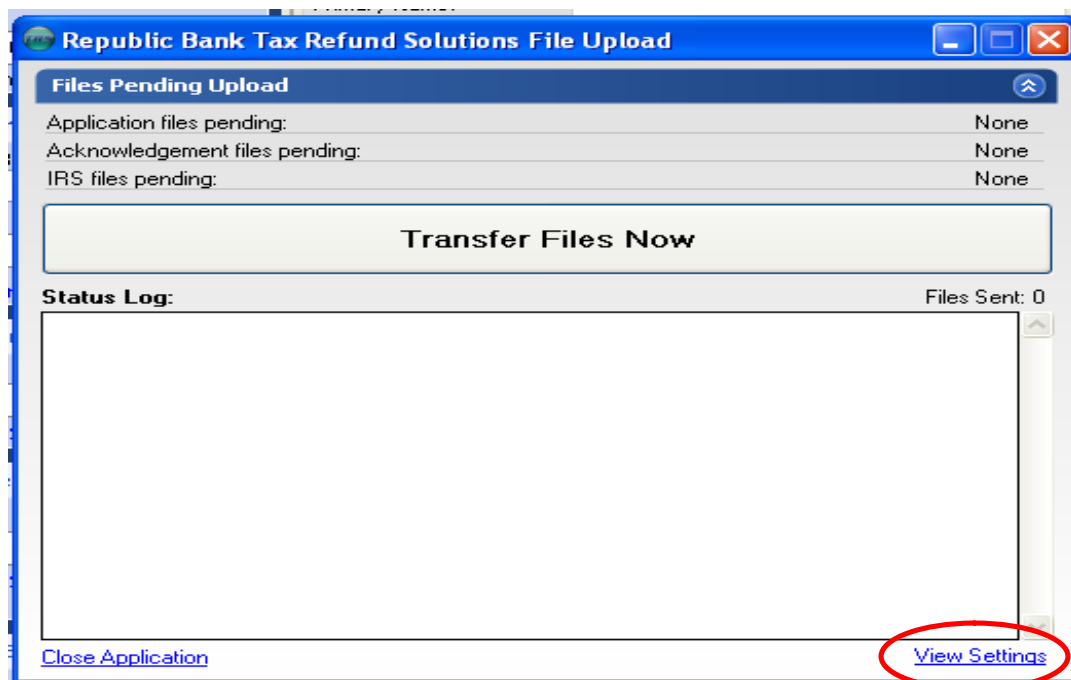 Republic Bank Tax Refund Solutions File Upload
Files Pending Upload
Application files pending: None
Acknowledgement files pending: None
IRS files pending: None
Transfer Files Now
Status Log: Files Sent: 0
Close Application View Settings